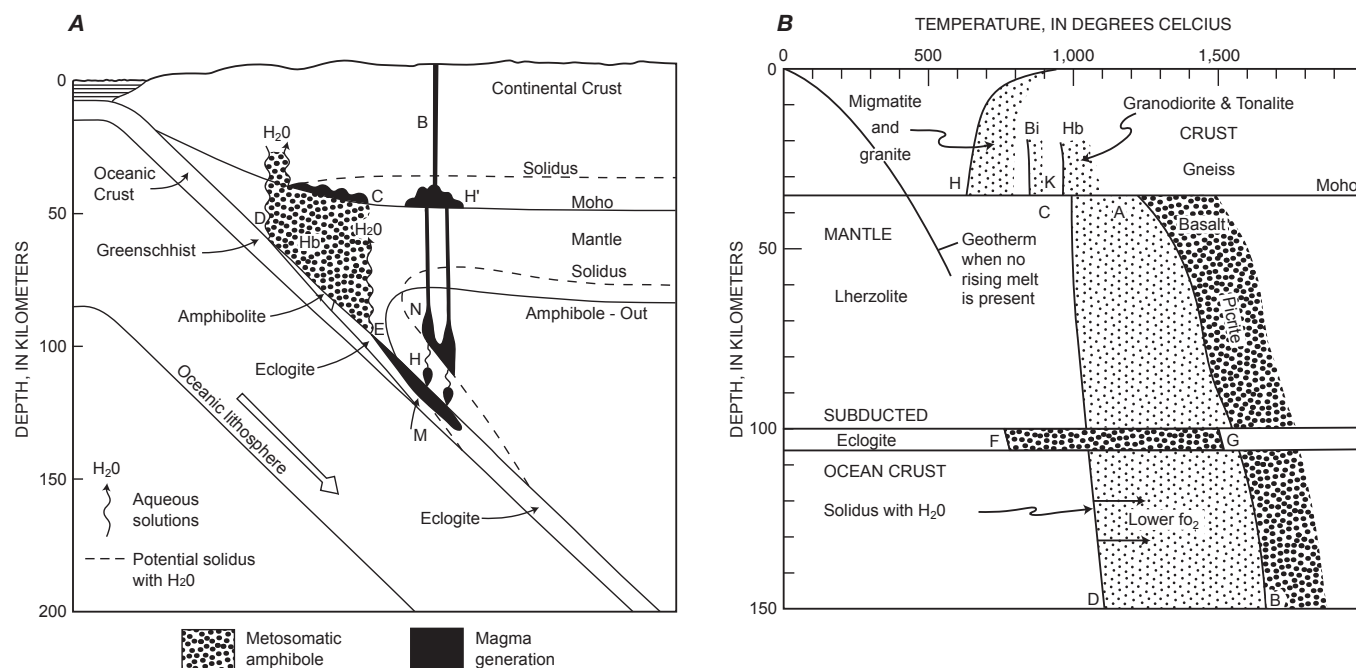 A
0
50
100
150
200
DEPTH, IN KILOMETERS
Continental Crust
B
H20
Solidus
Oceanic
Crust
C
H'
Moho
D
H20
Greenschhist
Hb
Mantle
Solidus
Amphibolite
N
Amphibole - Out
E
H
Eclogite
Oceanic lithosphere
M
H20
Aqueous
solutions
Eclogite
Potential solidus
with H20
Metosomatic
amphibole
Magma
generation
B
TEMPERATURE, IN DEGREES CELCIUS
0
500
1,000
1,500
0
50
100
150
DEPTH, IN KILOMETERS
Migmatite
and
granite
Granodiorite & Tonalite
Bi
Hb
CRUST
Gneiss
H
K
Moho
C
A
MANTLE
Basalt
Geotherm
when no
rising melt
is present
Lherzolite
Picrite
SUBDUCTED
Eclogite
F
G
OCEAN CRUST
Solidus with H20
Lower fo2
D
B